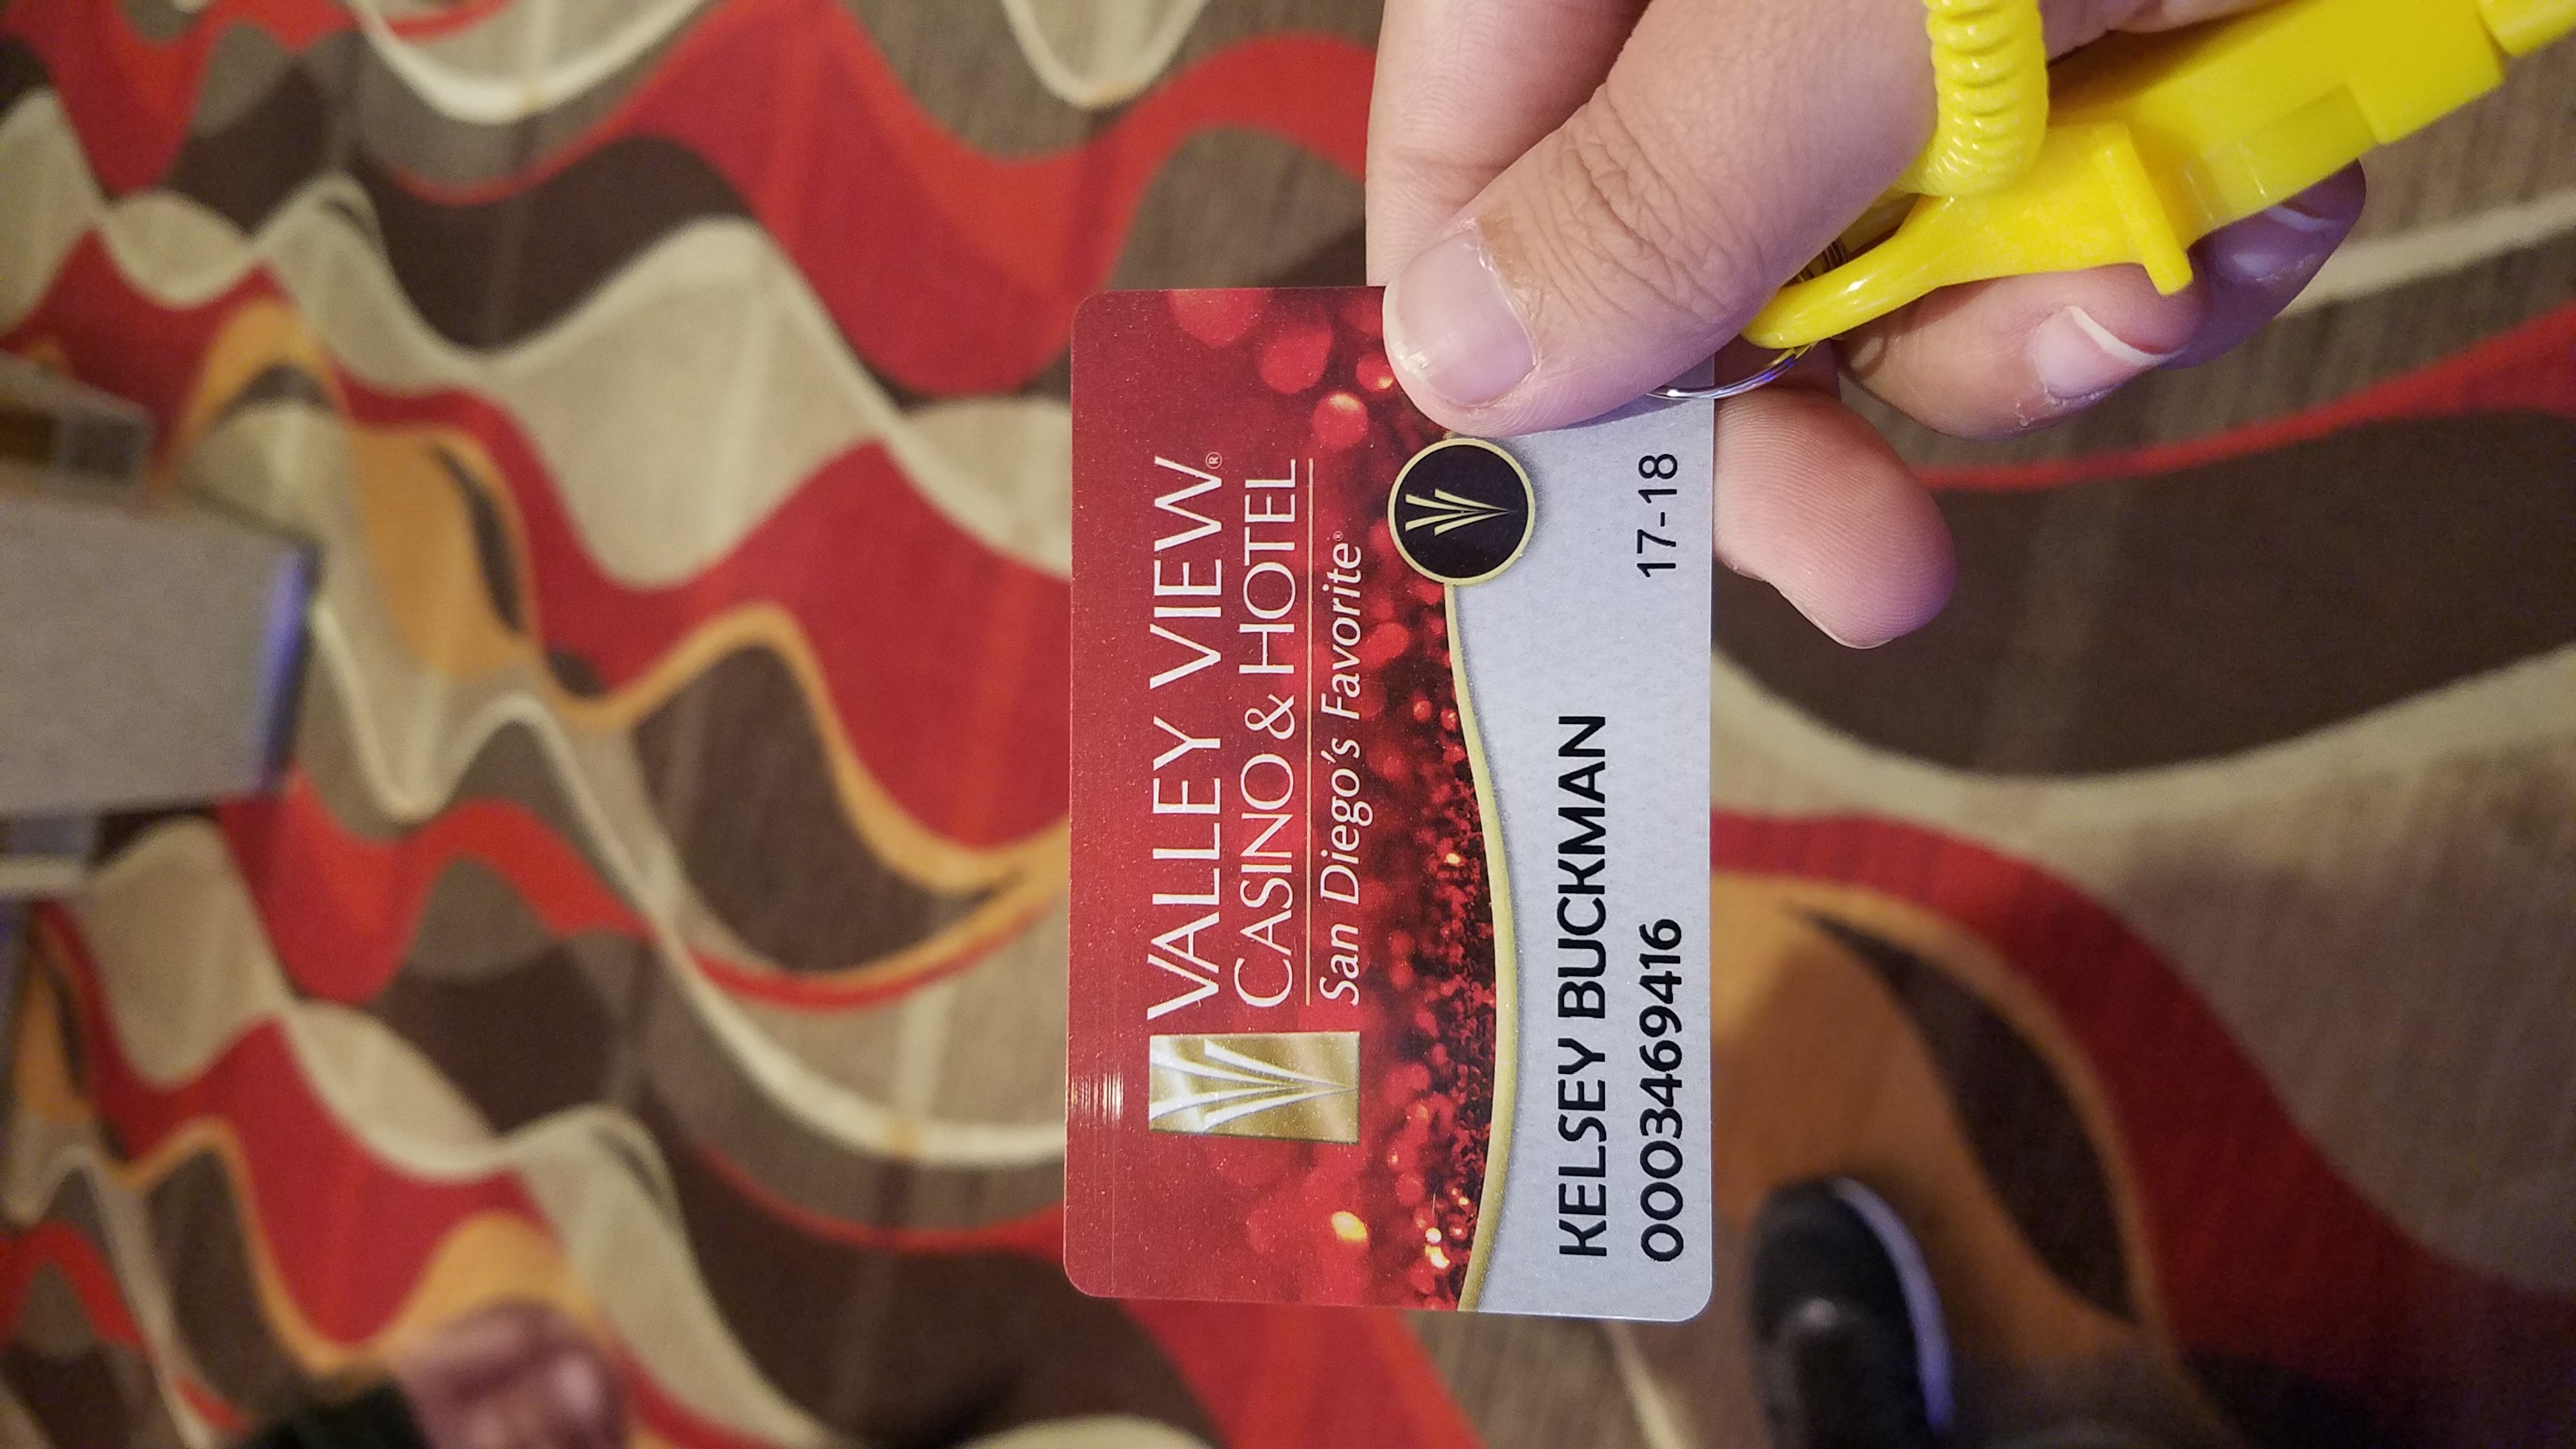 VALLEY VIEW®
CASINO & HOTEL
San Diego's Favorite®
KELSEY BUCKMAN
0003469416 17-18